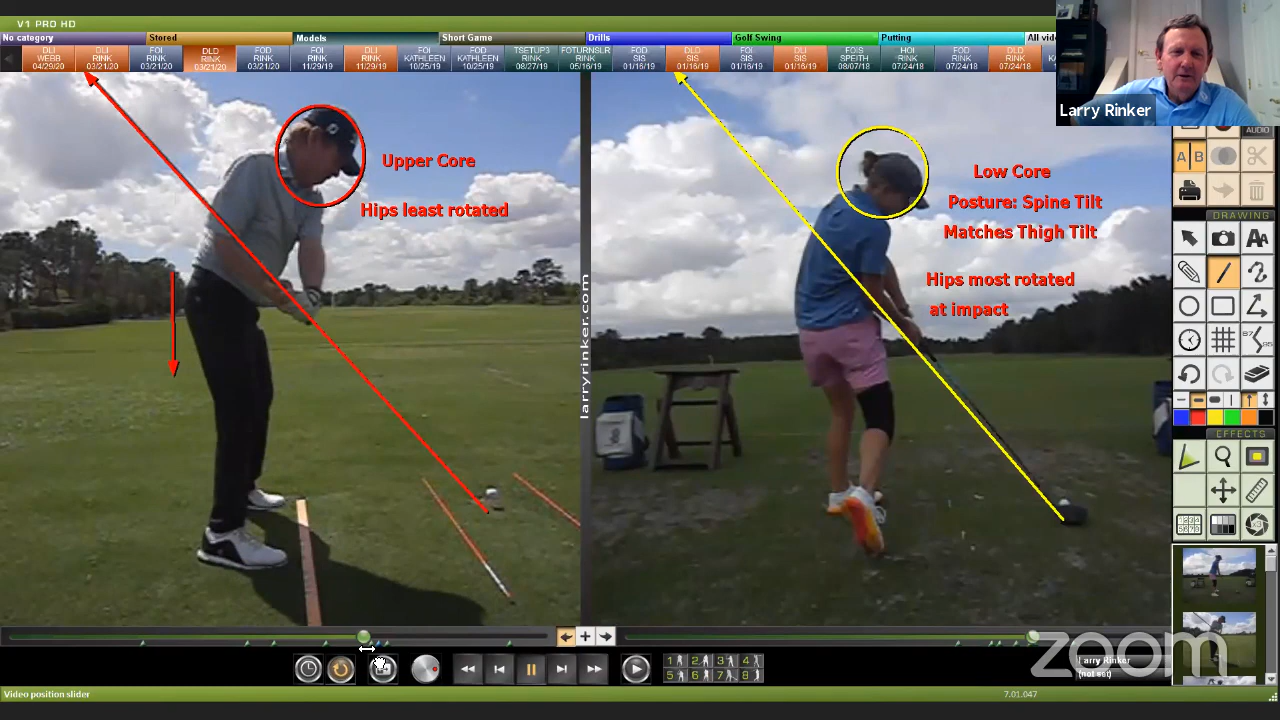 V1 PRO HD
No category Stored Models Short Game Drills Golf Swing Putting
DLI WEBB 04/29/20
DLI RINK 03/21/20
FOI RINK 03/21/20
DLD RINK 03/21/20
FOD RINK 03/21/20
FOI RINK 11/29/19
DLI RINK 11/29/19
FOI KATHLEEN 10/25/19
FOD KATHLEEN 10/25/19
TSETUP3 RINK 08/27/19
FOTURNSLR RINK 05/16/19
FOD SIS 01/16/19
DLD SIS 01/16/19
FOI SIS 01/16/19
DLI SIS 01/16/19
FOIS SPEITH 08/07/18
HOI RINK 07/24/18
FOD RINK 07/24/18
DLD RINK 07/24/18
Larry Rinker
AUDIO
A B
DRAWING
Upper Core
Hips least rotated
Low Core
Posture: Spine Tilt
Matches Thigh Tilt
Hips most rotated
at impact
larryrinker.com
EFFECTS
1 2 3 4
5 6 7 8
zoom
Larry Rinker
(not set)
Video position slider
7.01.047